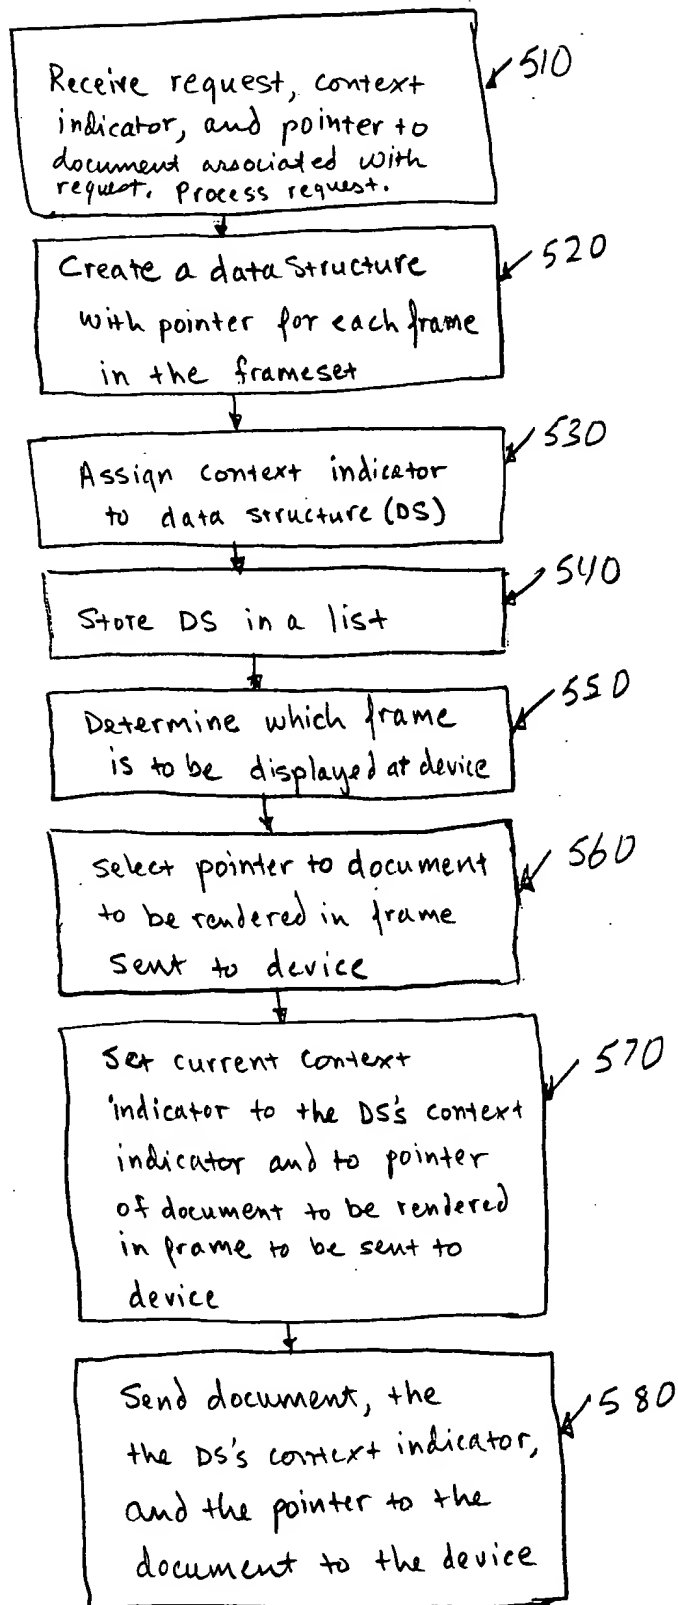 510
Receive request, context
indicator, and pointer to
document associated with
request. Process request.
520
Create a data structure
with pointer for each frame
in the frameset
530
Assign context indicator
to data structure (DS)
540
Store DS in a list
550
Determine which frame
is to be displayed at device
560
Select pointer to document
to be rendered in frame
sent to device
570
Set current context
indicator to the DS's context
indicator and to pointer
of document to be rendered
in frame to be sent to
device
580
Send document, the
the DS's context indicator,
and the pointer to the
document to the device